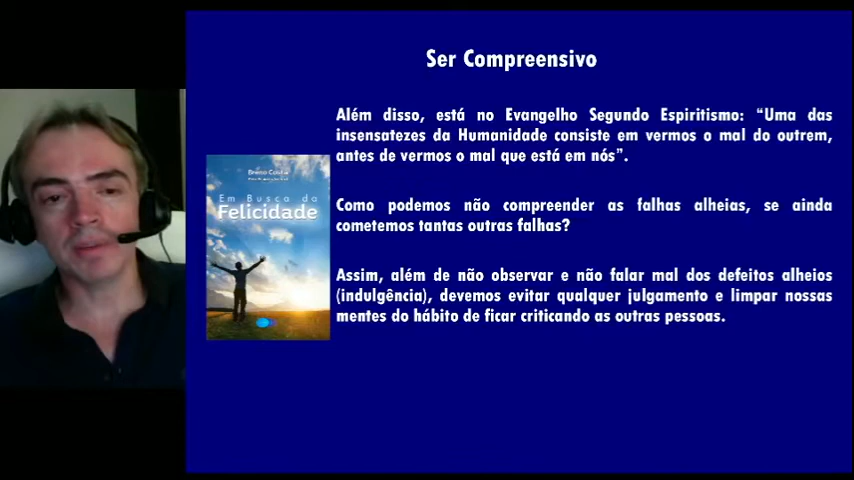 Ser Compreensivo
Além disso, está no Evangelho Segundo Espiritismo: “Uma das
insensatezes da Humanidade consiste em vermos o mal do outrem,
antes de vermos o mal que está em nós”.
Como podemos não compreender as falhas alheias, se ainda
cometemos tantas outras falhas?
Assim, além de não observar e não falar mal dos defeitos alheios
(indulgência), devemos evitar qualquer julgamento e limpar nossas
mentes do hábito de ficar criticando as outras pessoas.
Em Busca da
Felicidade